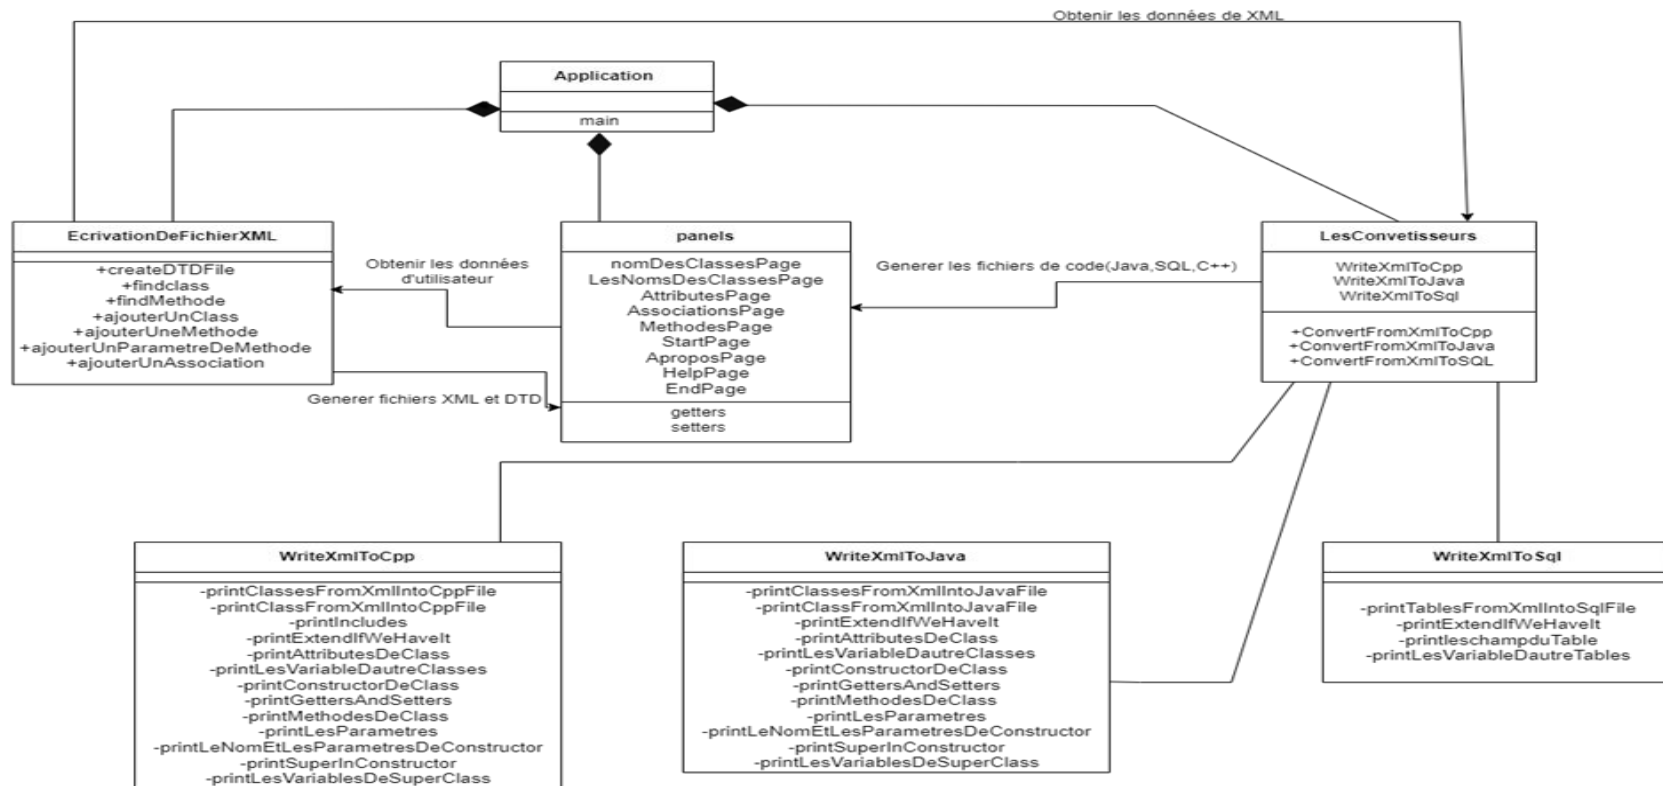 Obtenir les données de XML
Application
main
EcrivationDeFichierXML
+createDTDFile
+findclass
+findMethode
+ajouterUnClass
+ajouterUneMethode
+ajouterUnParametreDeMethode
+ajouterUnAssociation
Obtenir les données
d'utilisateur
Generer fichiers XML et DTD
panels
nomDesClassesPage
LesNomsDesClassesPage
AttributesPage
AssociationsPage
MethodesPage
StartPage
AproposPage
HelpPage
EndPage
getters
setters
Generer les fichiers de code(Java,SQL,C++)
LesConvetisseurs
WriteXmlToCpp
WriteXmlToJava
WriteXmlToSql
+ConvertFromXmlToCpp
+ConvertFromXmlToJava
+ConvertFromXmlToSQL
WriteXmlToCpp
-printClassesFromXmlIntoCppFile
-printClassFromXmlIntoCppFile
-printIncludes
-printExtendIfWeHaveIt
-printAttributesDeClass
-printLesVariableDautreClasses
-printConstructorDeClass
-printGettersAndSetters
-printMethodesDeClass
-printLesParametres
-printLeNomEtLesParametresDeConstructor
-printSuperInConstructor
-printLesVariablesDeSuperClass
WriteXmlToJava
-printClassesFromXmlIntoJavaFile
-printClassFromXmlIntoJavaFile
-printExtendIfWeHaveIt
-printAttributesDeClass
-printLesVariableDautreClasses
-printConstructorDeClass
-printGettersAndSetters
-printMethodesDeClass
-printLesParametres
-printLeNomEtLesParametresDeConstructor
-printSuperInConstructor
-printLesVariablesDeSuperClass
WriteXmlToSql
-printTablesFromXmlIntoSqlFile
-printExtendIfWeHaveIt
-printleschampduTable
-printLesVariableDautreTables